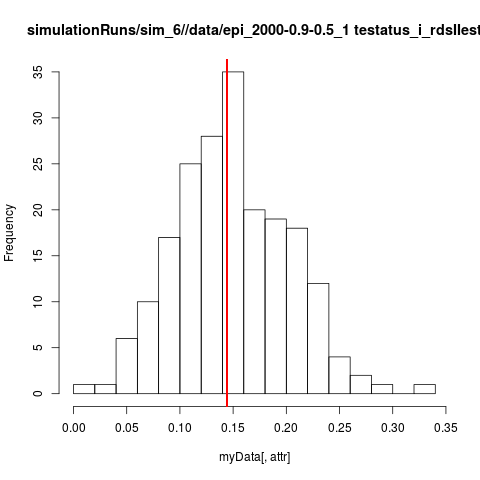 simulationRuns/sim_6//data/epi_2000-0.9-0.5_1 testatus_i_rdsllest
Frequency
35
30
25
20
15
10
5
0
0.00 0.05 0.10 0.15 0.20 0.25 0.30 0.35
myData[, attr]